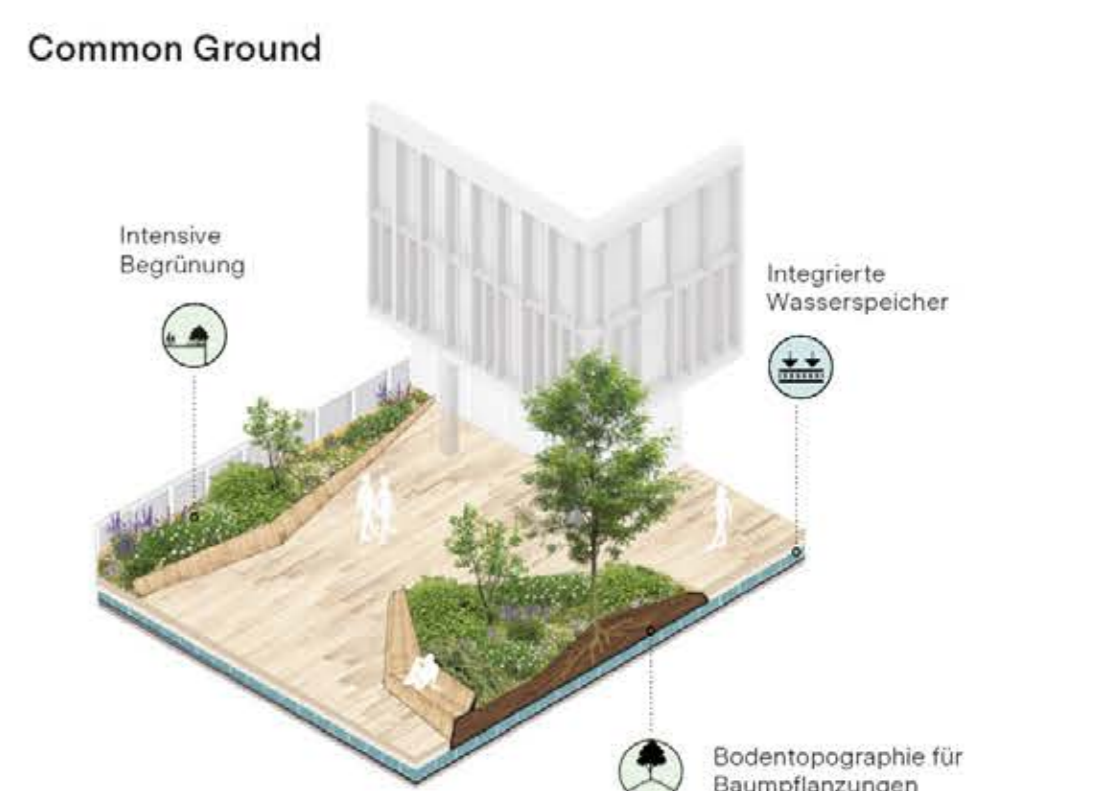 Common Ground
Intensive
Begrünung
Integrierte
Wasserspeicher
Bodentopographie für
Baumpflanzungen